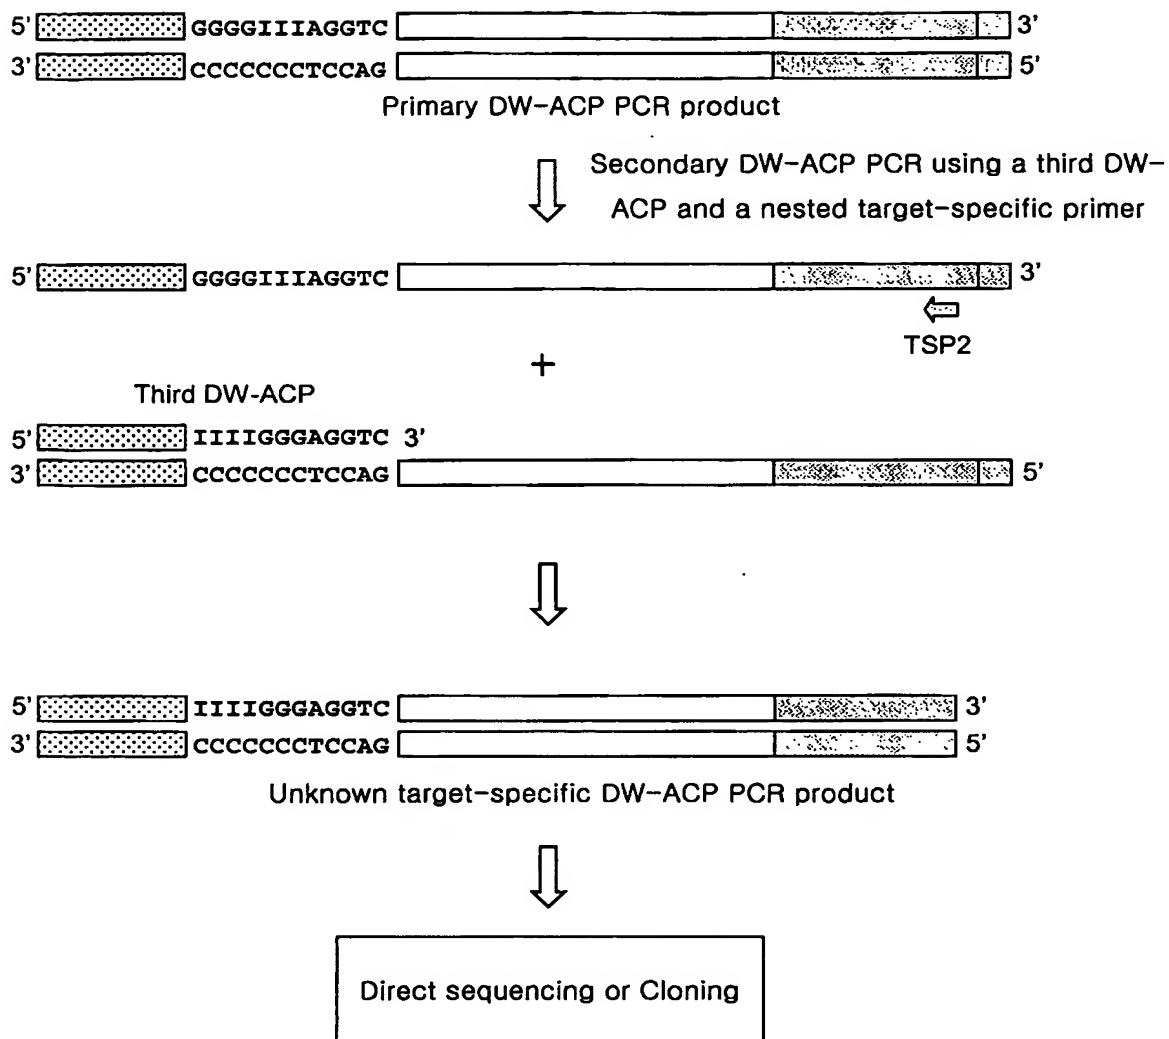 5' GGGGIIIAGGTC 3'
3' CCCCCCCTCCAG 5'
Primary DW-ACP PCR product
Secondary DW-ACP PCR using a third DW-
ACP and a nested target-specific primer
5' GGGGIIIAGGTC 3'
TSP2
+
Third DW-ACP
5' IIIIGGGAGGTC 3'
3' CCCCCCCTCCAG 5'
5' IIIIGGGAGGTC 3'
3' CCCCCCCTCCAG 5'
Unknown target-specific DW-ACP PCR product
Direct sequencing or Cloning